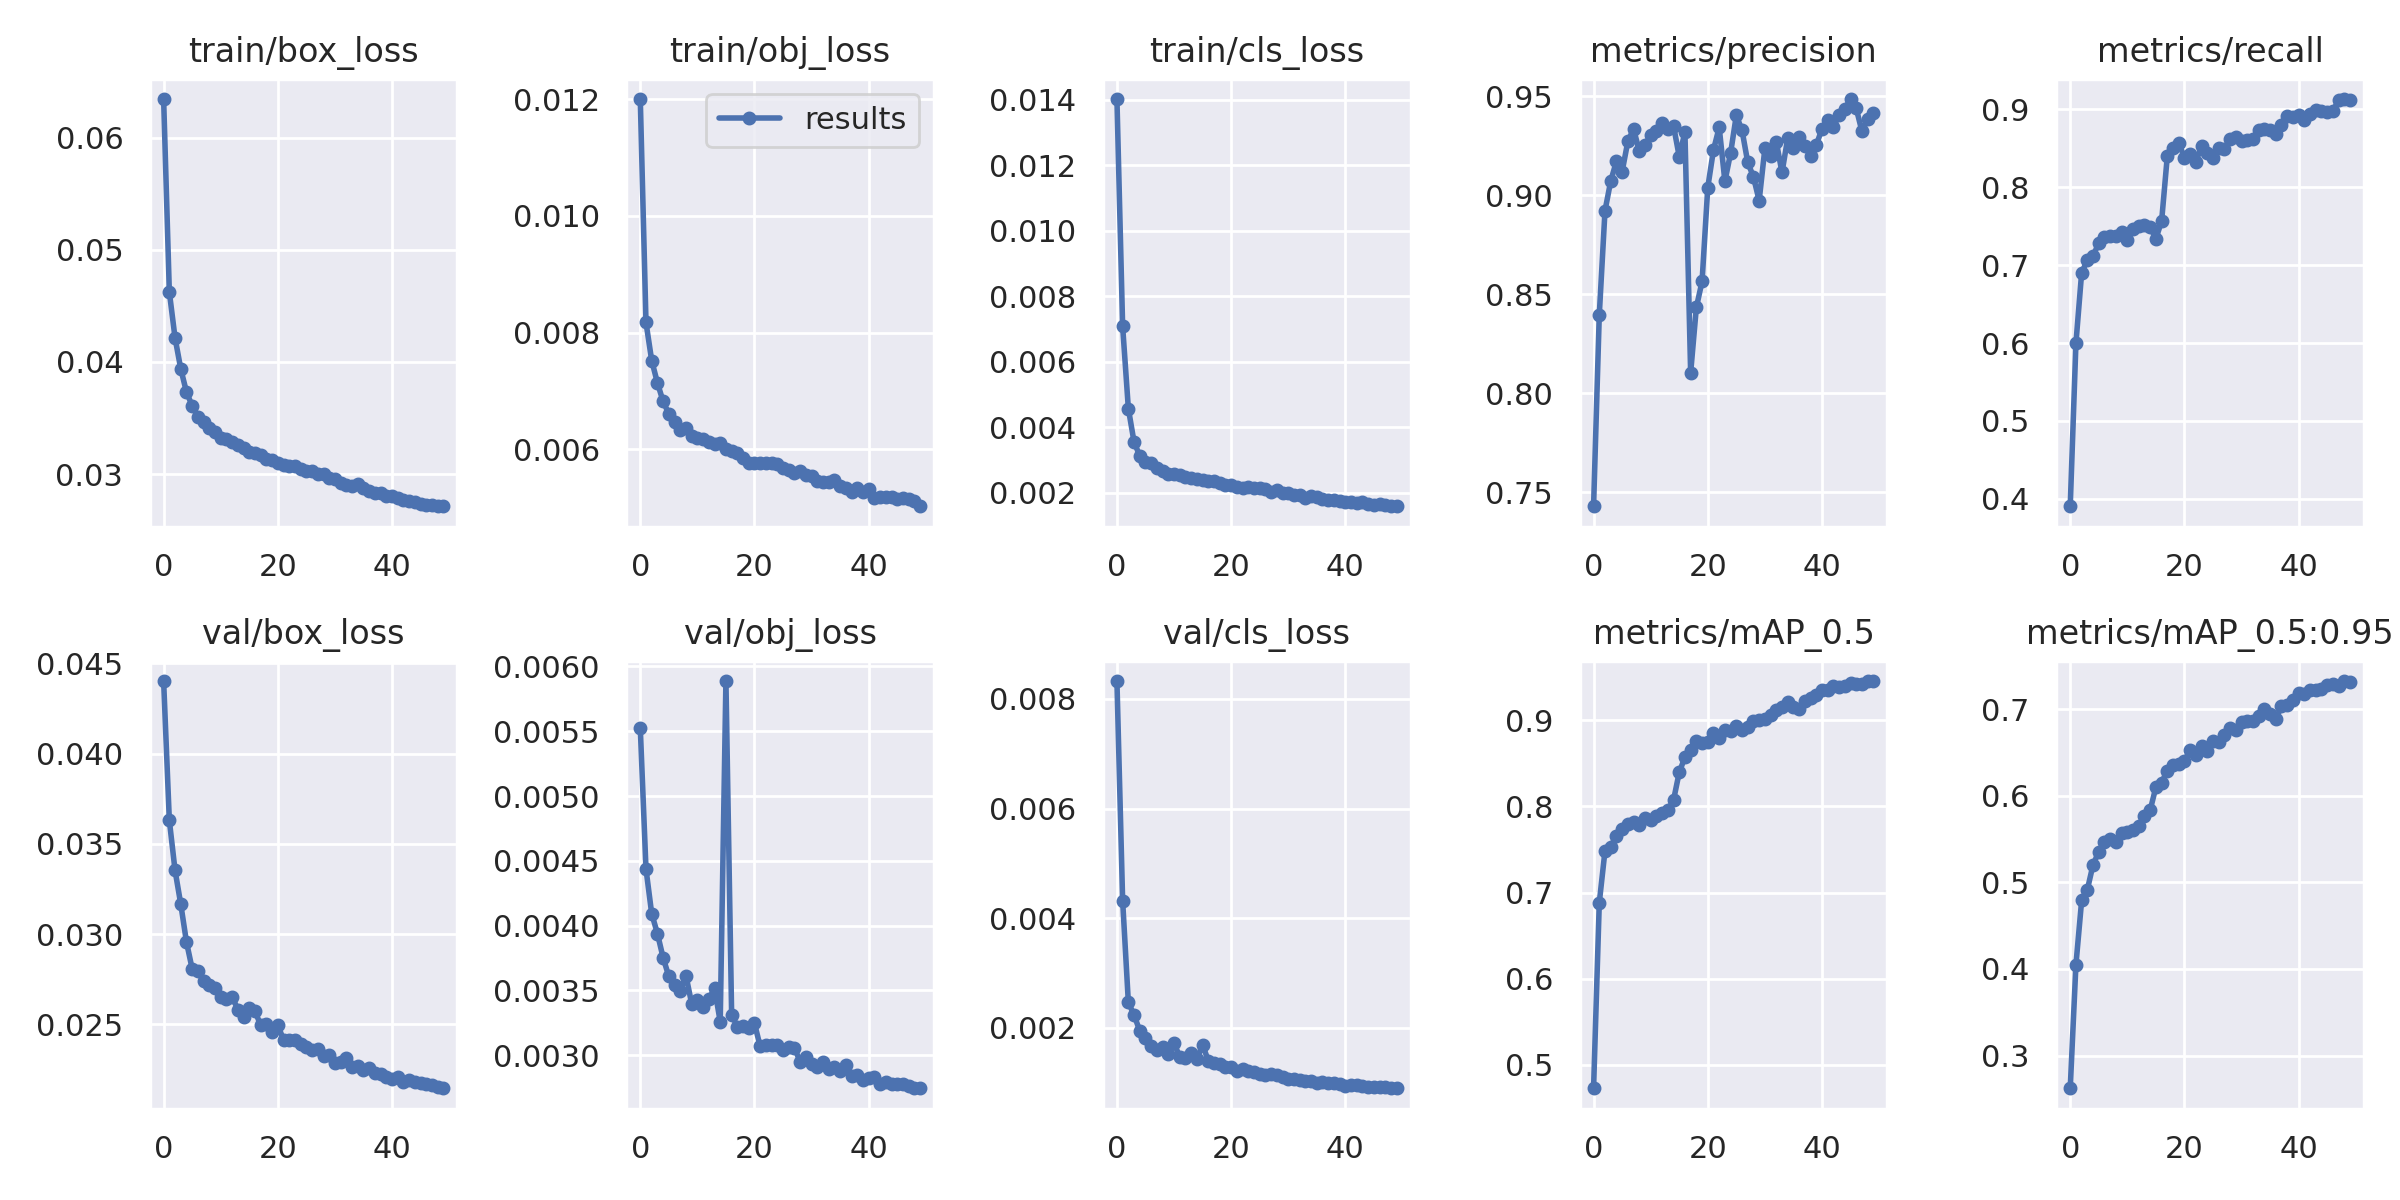 train/box_loss
train/obj_loss
train/cls_loss
metrics/precision
metrics/recall
0.06
0.05
0.04
0.03
0 20 40
results
0.012
0.010
0.008
0.006
0 20 40
0.014
0.012
0.010
0.008
0.006
0.004
0.002
0 20 40
0.95
0.90
0.85
0.80
0.75
0 20 40
0.9
0.8
0.7
0.6
0.5
0.4
0 20 40
val/box_loss
val/obj_loss
val/cls_loss
metrics/mAP_0.5
metrics/mAP_0.5:0.95
0.045
0.040
0.035
0.030
0.025
0 20 40
0.0060
0.0055
0.0050
0.0045
0.0040
0.0035
0.0030
0 20 40
0.008
0.006
0.004
0.002
0 20 40
0.9
0.8
0.7
0.6
0.5
0 20 40
0.7
0.6
0.5
0.4
0.3
0 20 40